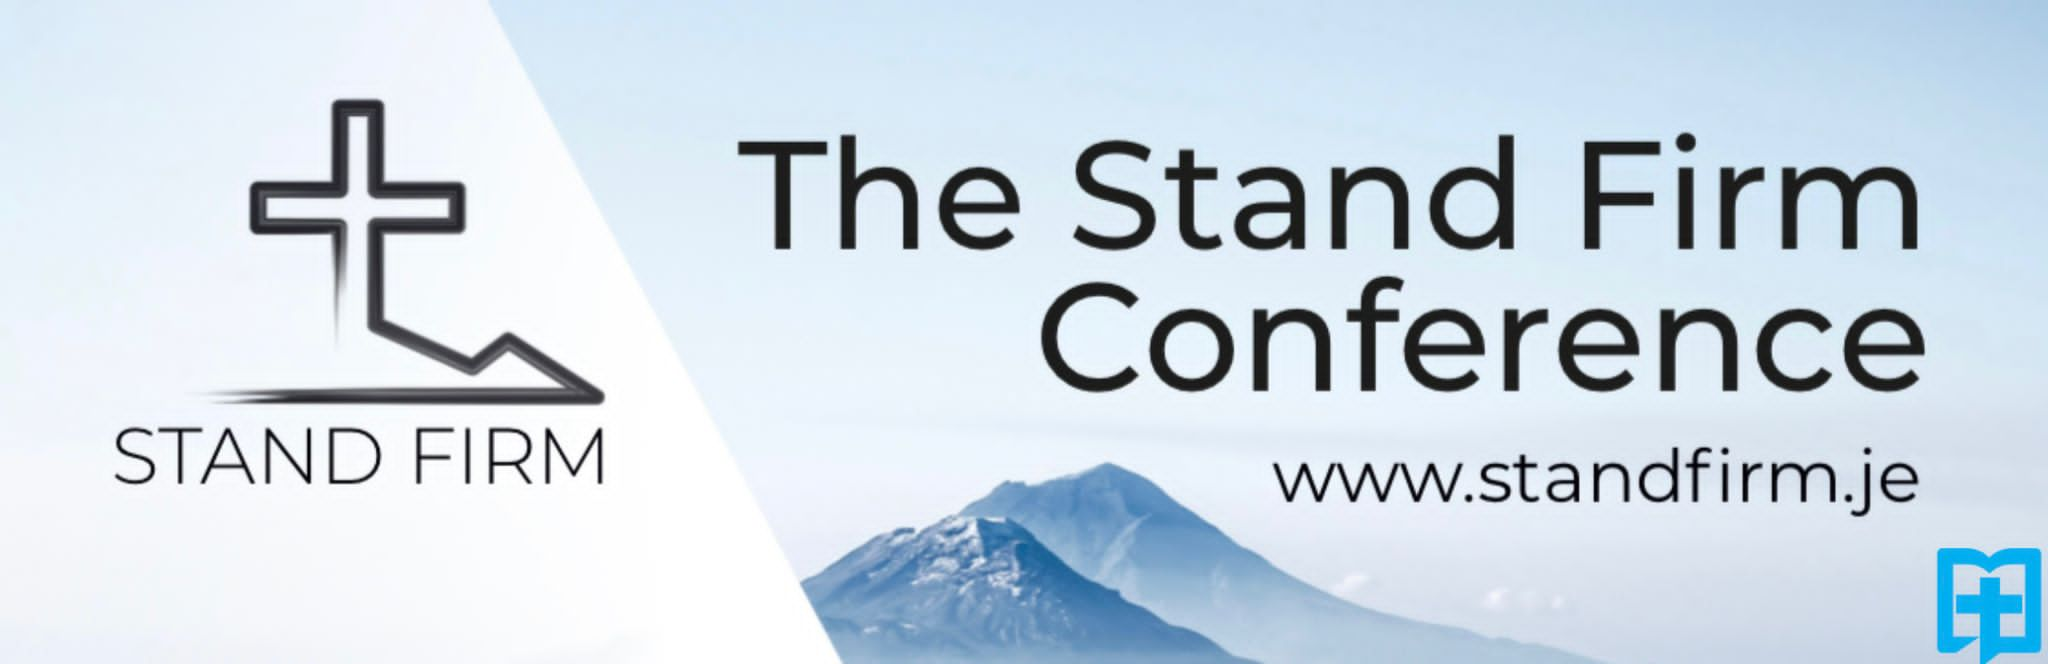 STAND FIRM
The Stand Firm
Conference
www.standfirm.je